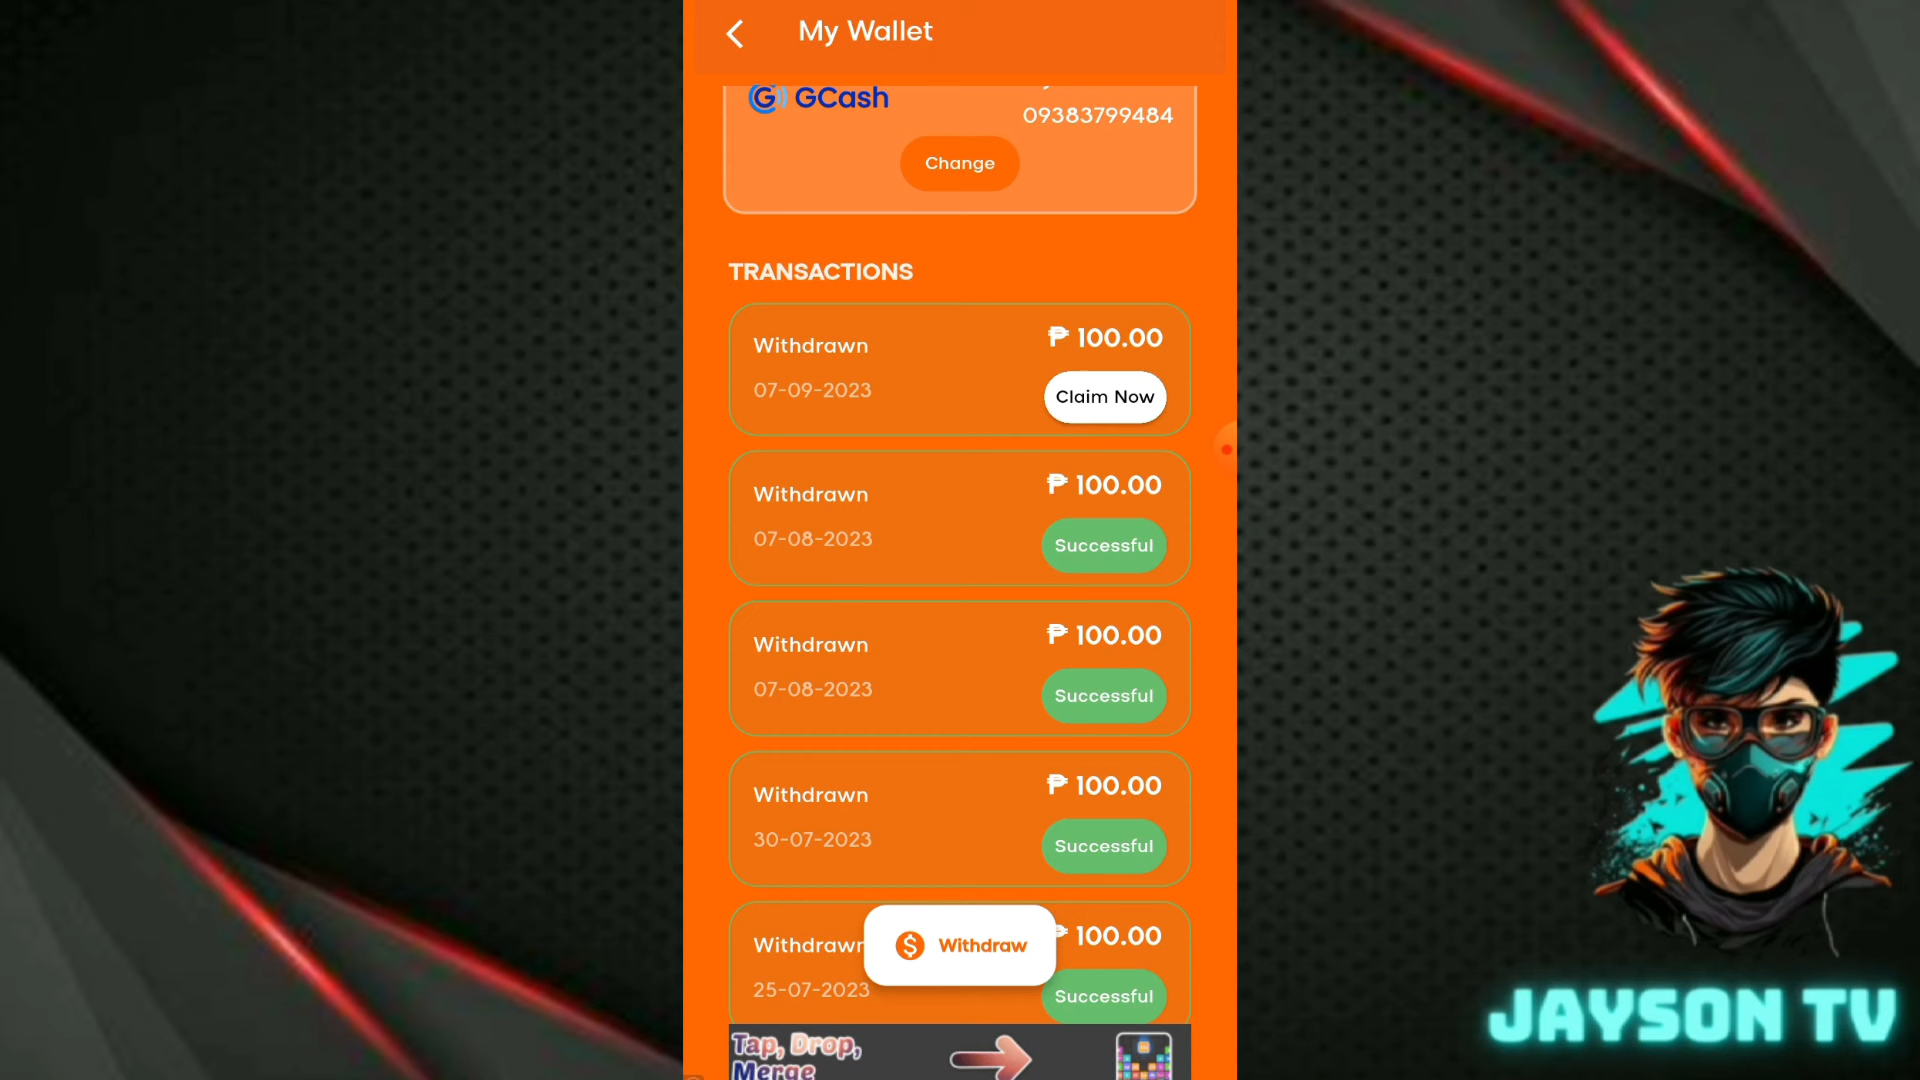 My Wallet
GCash
09383799484
Change
TRANSACTIONS
Withdrawn
₱ 100.00
07-09-2023
Claim Now
Withdrawn
₱ 100.00
07-08-2023
Successful
Withdrawn
₱ 100.00
07-08-2023
Successful
Withdrawn
₱ 100.00
30-07-2023
Successful
Withdrawn
₱ 100.00
$ Withdraw
25-07-2023
Successful
Tap, Drop,
Merge
JAYSON TV